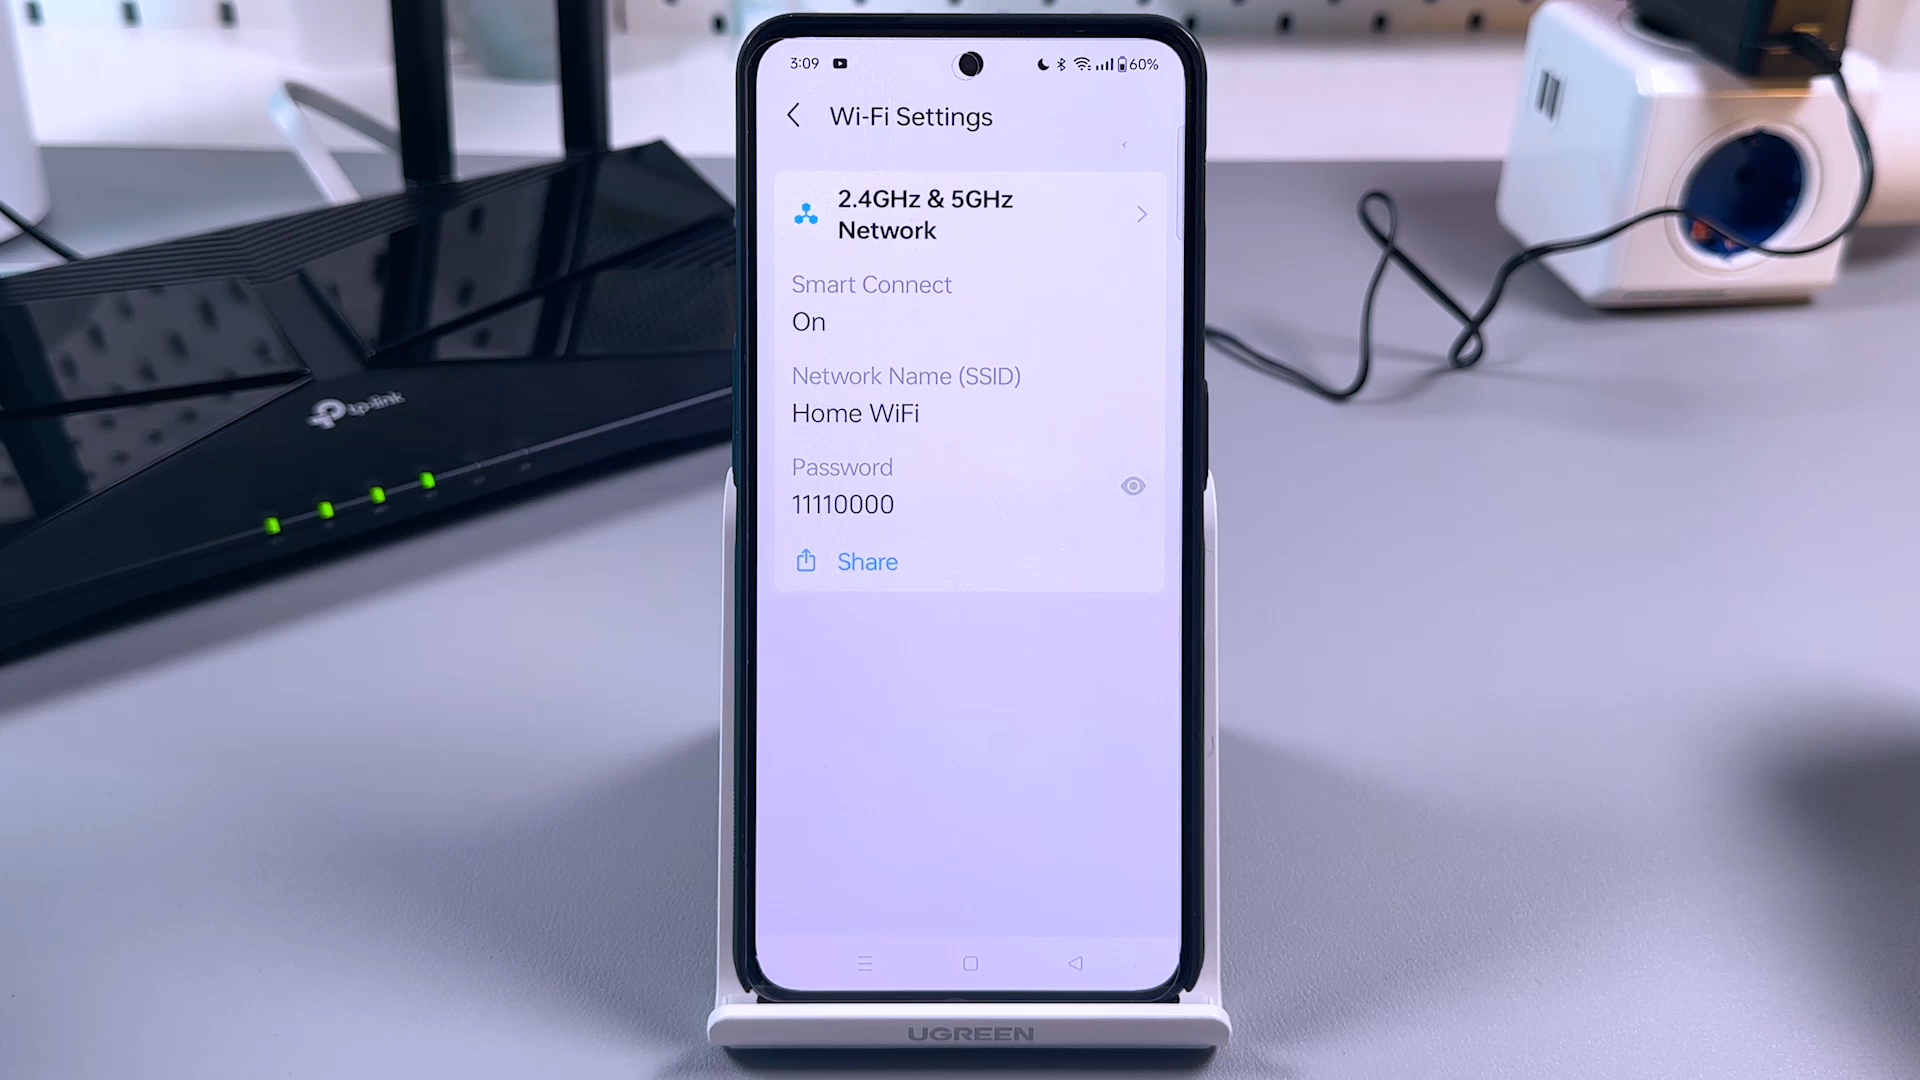 3:09
60%
Wi-Fi Settings
2.4GHz & 5GHz
Network
Smart Connect
On
Network Name (SSID)
Home WiFi
Password
11110000
Share
tp-link
UGREEN